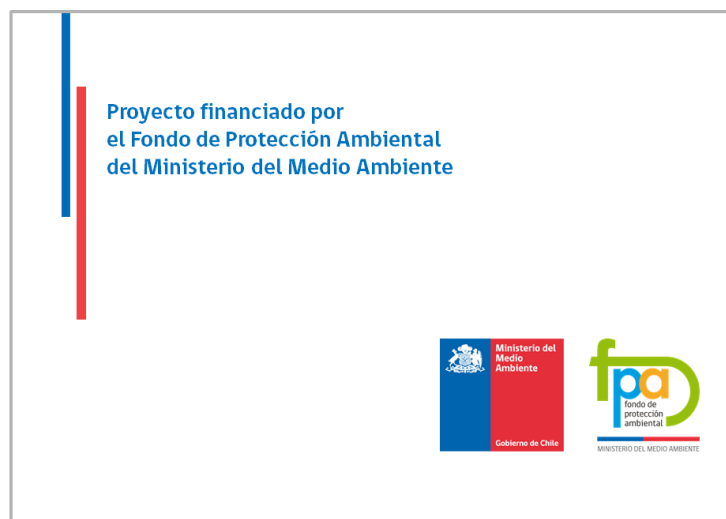 Proyecto financiado por
el Fondo de Protección Ambiental
del Ministerio del Medio Ambiente
Ministerio del
Medio
Ambiente
Gobierno de Chile
fpa
fondo de
protección
ambiental
MINISTERIO DEL MEDIO AMBIENTE